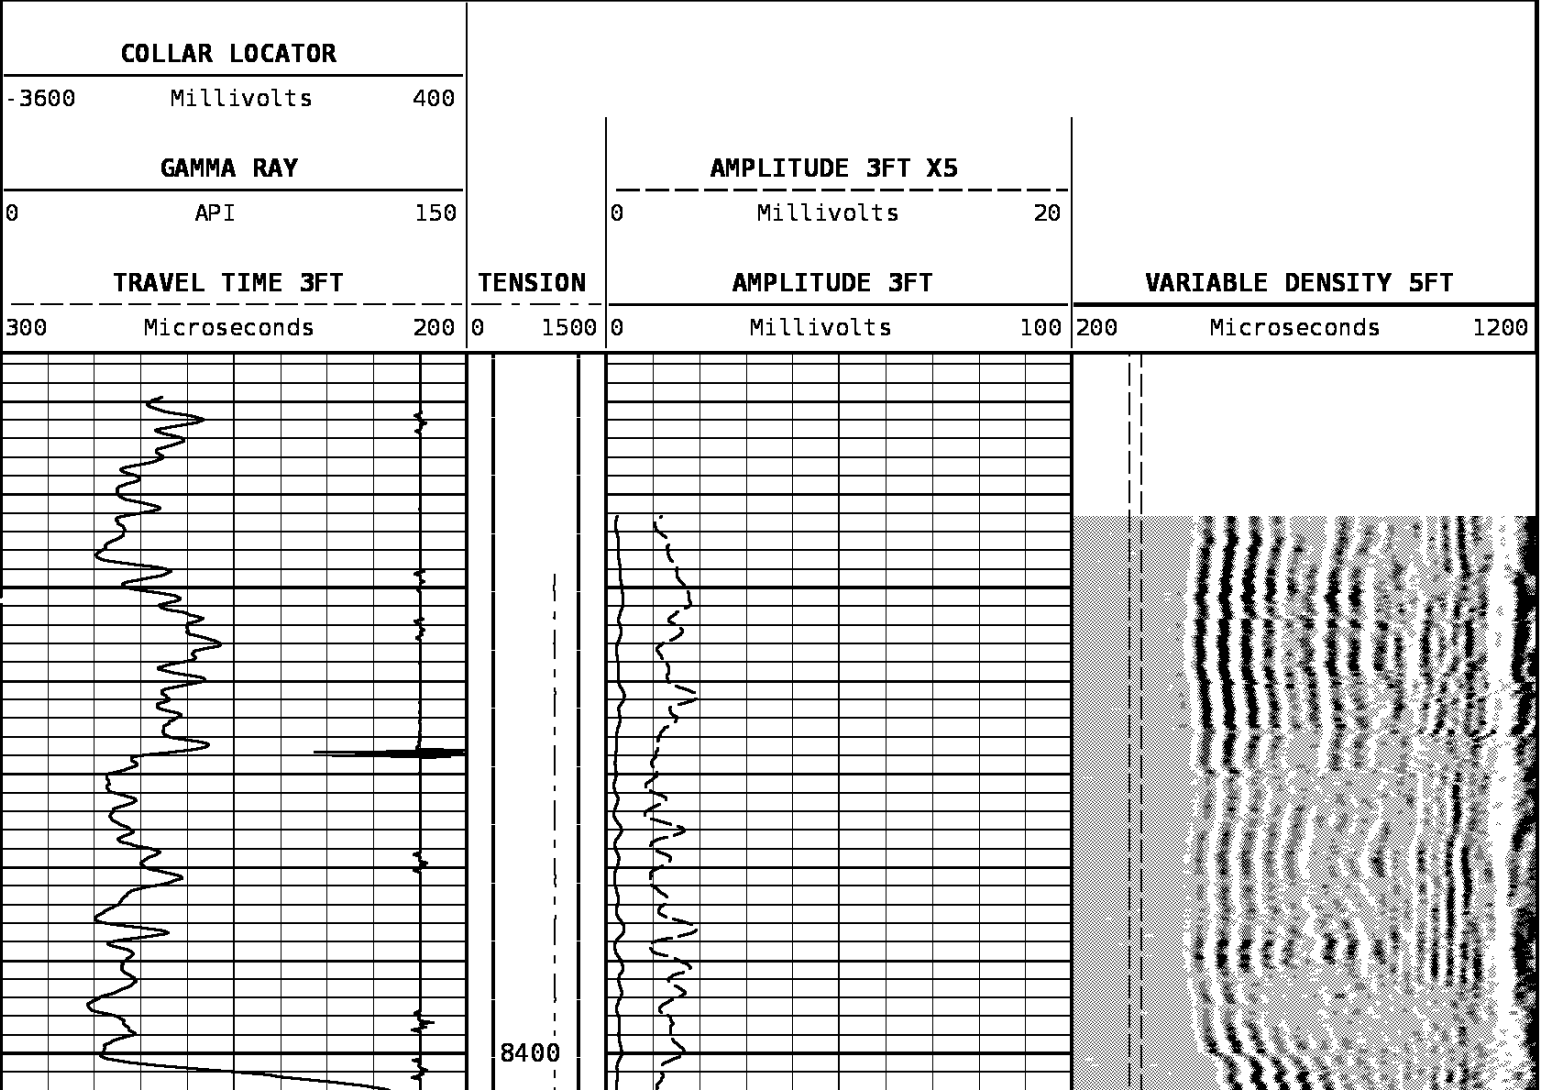 COLLAR LOCATOR
-3600 Millivolts 400
GAMMA RAY
0 API 150
TRAVEL TIME 3FT
300 Microseconds 200
TENSION
0 1500
AMPLITUDE 3FT X5
0 Millivolts 20
AMPLITUDE 3FT
0 Millivolts 100
VARIABLE DENSITY 5FT
200 Microseconds 1200
8400